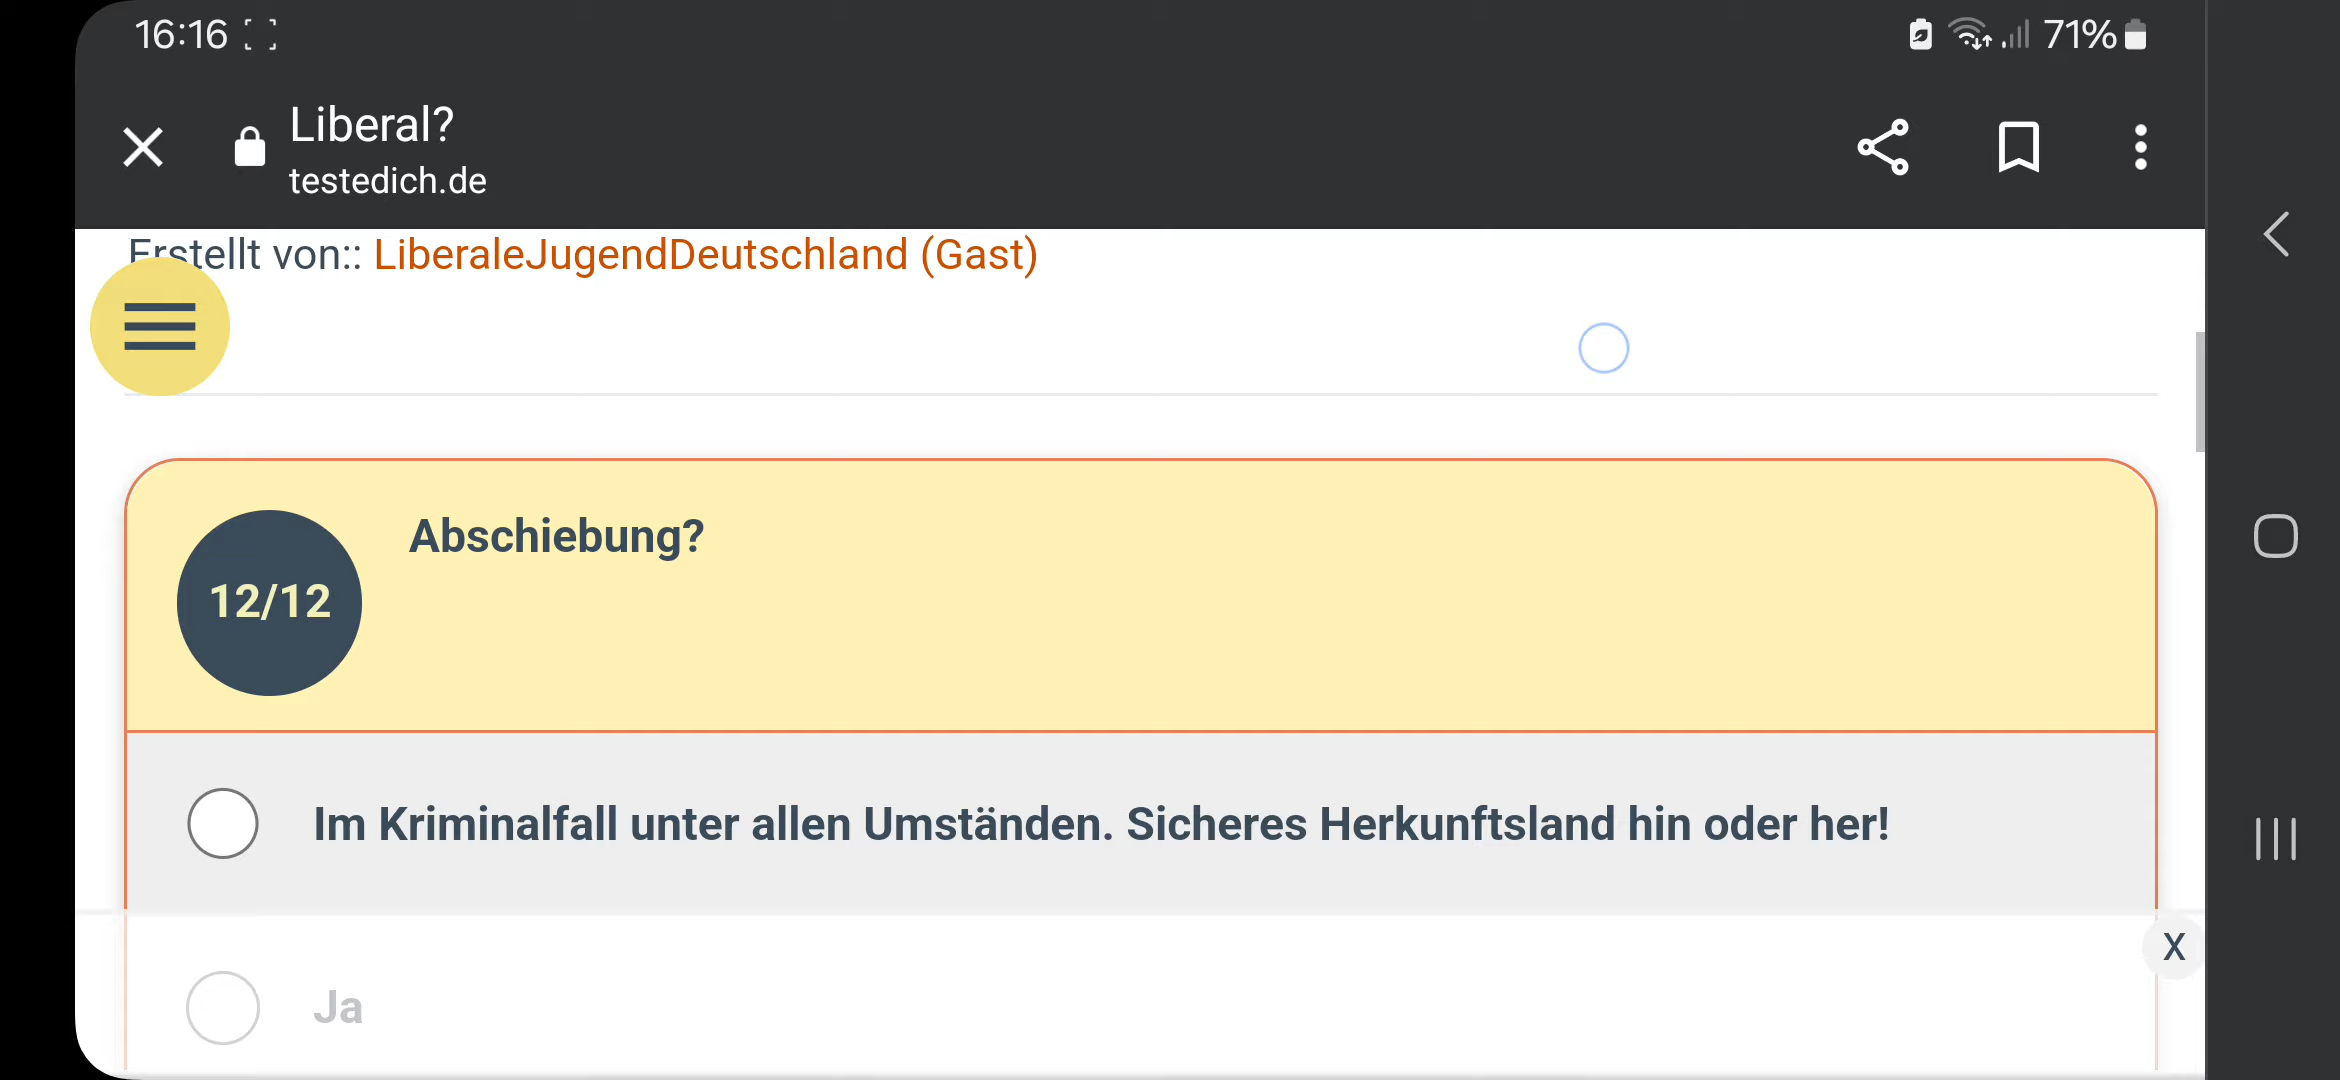 16:16
71%
Liberal?
testedich.de
Erstellt von:: LiberaleJugendDeutschland (Gast)
12/12
Abschiebung?
Im Kriminalfall unter allen Umständen. Sicheres Herkunftsland hin oder her!
X
Ja